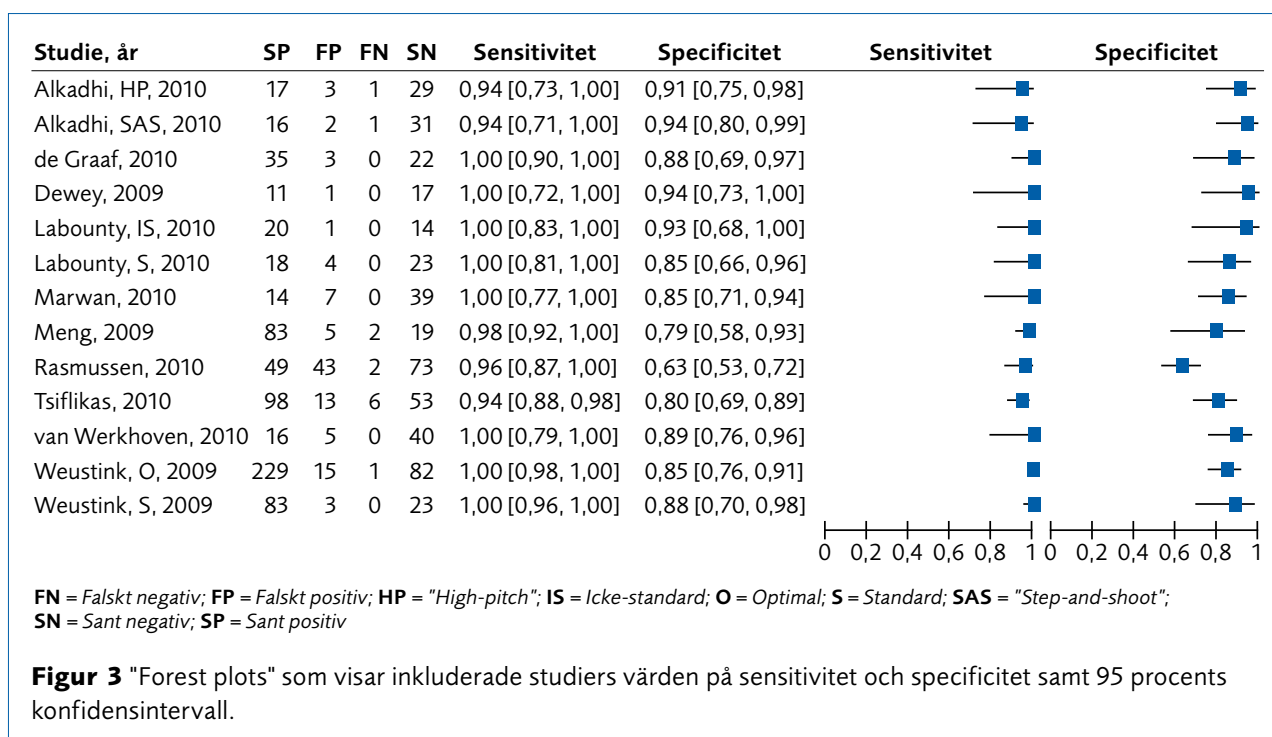 Studie, år SP FP FN SN Sensitivitet Specificitet Sensitivitet Specificitet
Alkadhi, HP, 2010 17 3 1 29 0,94 [0,73, 1,00] 0,91 [0,75, 0,98]
Alkadhi, SAS, 2010 16 2 1 31 0,94 [0,71, 1,00] 0,94 [0,80, 0,99]
de Graaf, 2010 35 3 0 22 1,00 [0,90, 1,00] 0,88 [0,69, 0,97]
Dewey, 2009 11 1 0 17 1,00 [0,72, 1,00] 0,94 [0,73, 1,00]
Labounty, IS, 2010 20 1 0 14 1,00 [0,83, 1,00] 0,93 [0,68, 1,00]
Labounty, S, 2010 18 4 0 23 1,00 [0,81, 1,00] 0,85 [0,66, 0,96]
Marwan, 2010 14 7 0 39 1,00 [0,77, 1,00] 0,85 [0,71, 0,94]
Meng, 2009 83 5 2 19 0,98 [0,92, 1,00] 0,79 [0,58, 0,93]
Rasmussen, 2010 49 43 2 73 0,96 [0,87, 1,00] 0,63 [0,53, 0,72]
Tsiflikas, 2010 98 13 6 53 0,94 [0,88, 0,98] 0,80 [0,69, 0,89]
van Werkhoven, 2010 16 5 0 40 1,00 [0,79, 1,00] 0,89 [0,76, 0,96]
Weustink, O, 2009 229 15 1 82 1,00 [0,98, 1,00] 0,85 [0,76, 0,91]
Weustink, S, 2009 83 3 0 23 1,00 [0,96, 1,00] 0,88 [0,70, 0,98]
0 0,2 0,4 0,6 0,8 1 0 0,2 0,4 0,6 0,8 1
FN = Falskt negativ; FP = Falskt positiv; HP = "High-pitch"; IS = Icke-standard; O = Optimal; S = Standard; SAS = "Step-and-shoot";
SN = Sant negativ; SP = Sant positiv
Figur 3 "Forest plots" som visar inkluderade studiers värden på sensitivitet och specificitet samt 95 procents
konfidensintervall.